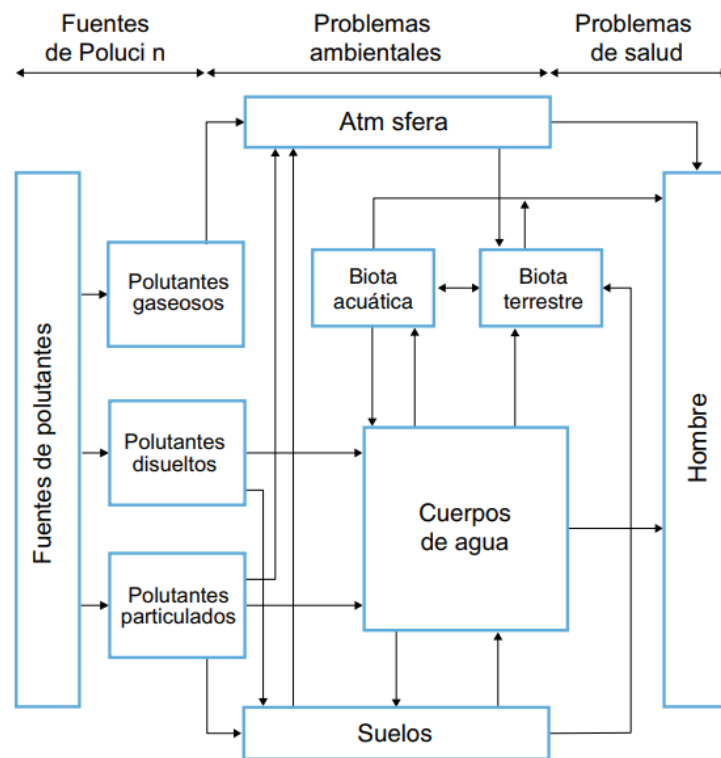 Fuentes
de Poluci n
Problemas
ambientales
Problemas
de salud
Atm sfera
Fuentes de polutantes
Polutantes
gaseosos
Biota
acuática
Biota
terrestre
Polutantes
disueltos
Cuerpos
de agua
Hombre
Polutantes
particulados
Suelos